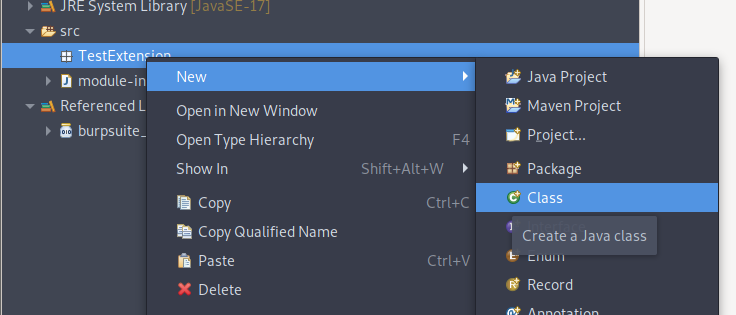 JRE System Library [JavaSE-17]
src
TestExtension
module-in
Referenced L
burpsuite_
New
Open in New Window
Open Type Hierarchy F4
Show In Shift+Alt+W
Copy Ctrl+C
Copy Qualified Name
Paste Ctrl+V
Delete
Java Project
Maven Project
Project...
Package
Class
Create a Java class
Enum
Record
Annotation